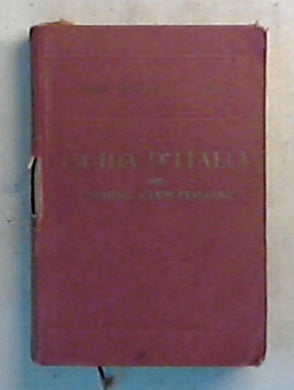 GUIDA D'ITALIA
DEL
TOURING CLUB ITALIANO